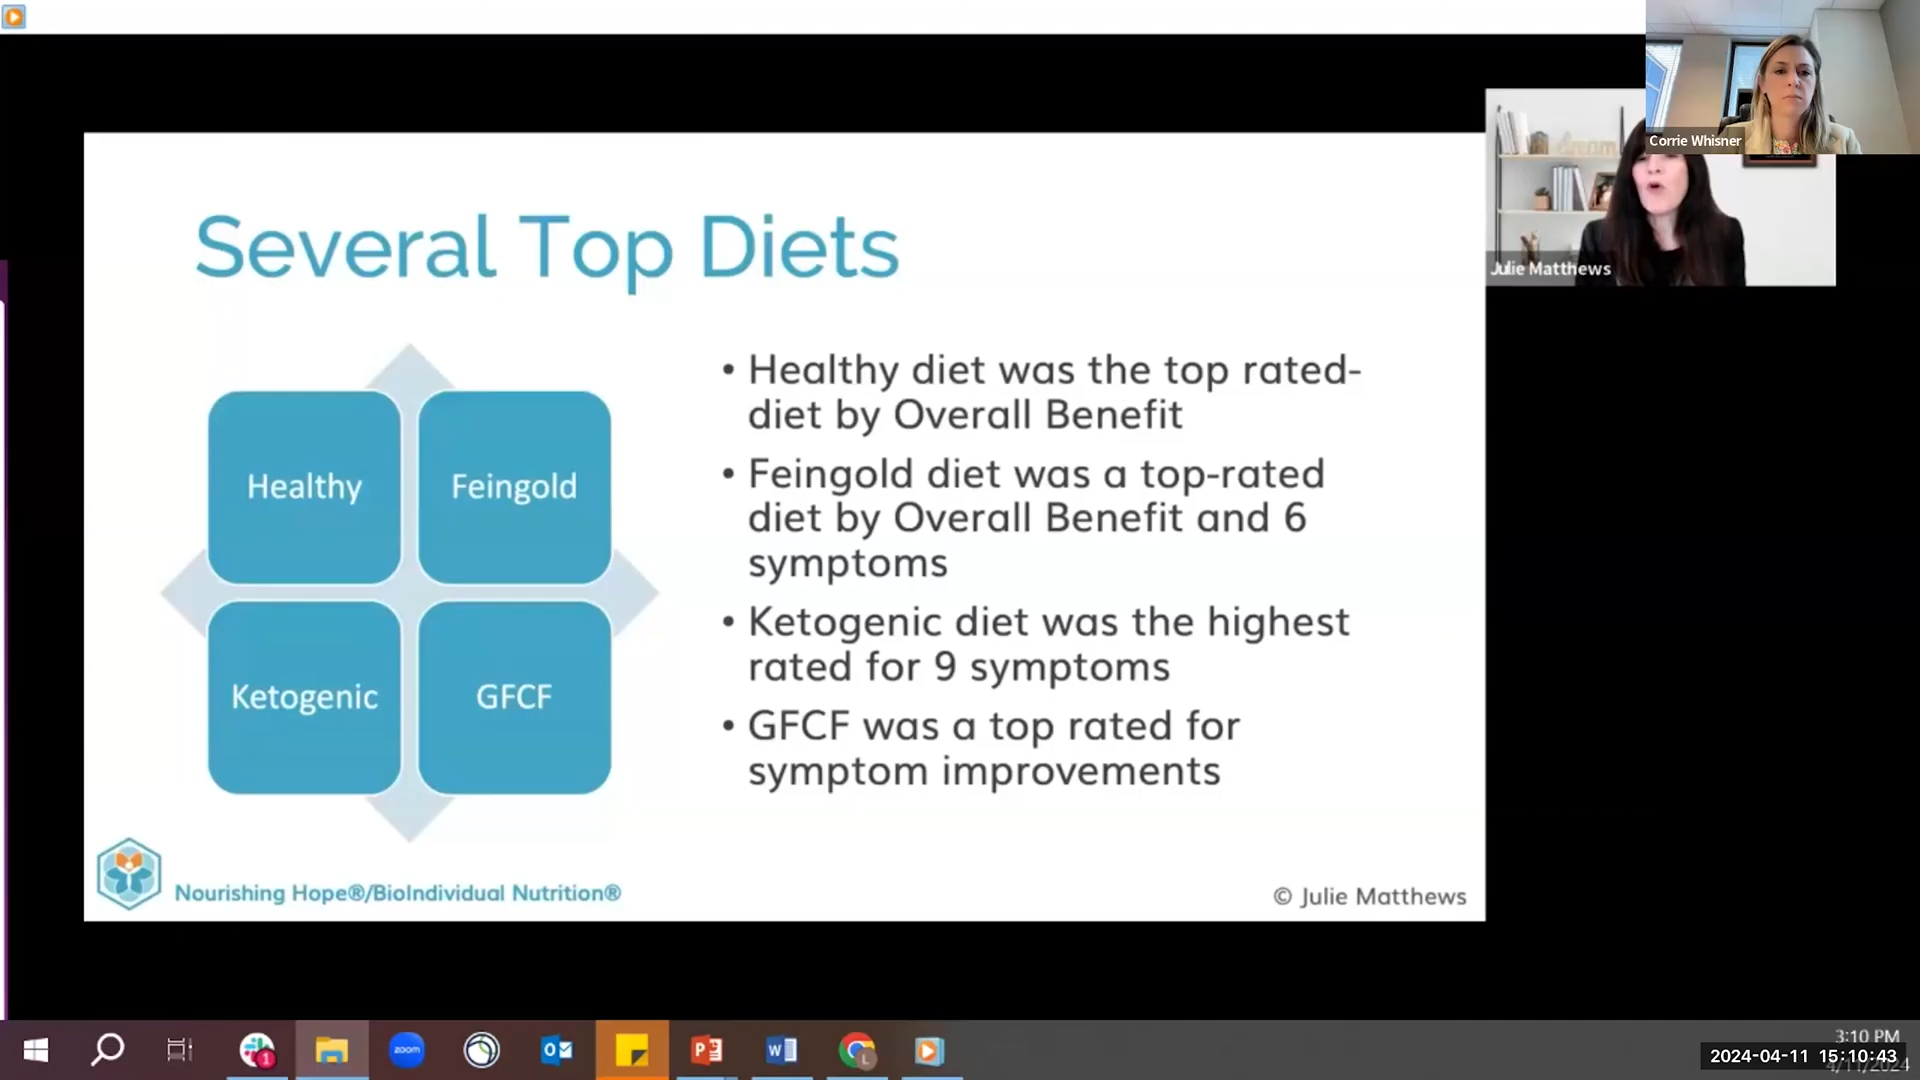 Corrie Whisner
Julie Matthews
Several Top Diets
Healthy
Feingold
Ketogenic
GFCF
• Healthy diet was the top rated-
diet by Overall Benefit
• Feingold diet was a top-rated
diet by Overall Benefit and 6
symptoms
• Ketogenic diet was the highest
rated for 9 symptoms
• GFCF was a top rated for
symptom improvements
Nourishing Hope®/BioIndividual Nutrition®
© Julie Matthews
1
zoom
L
3:10 PM
2024-04-11 15:10:43
4/11/2024